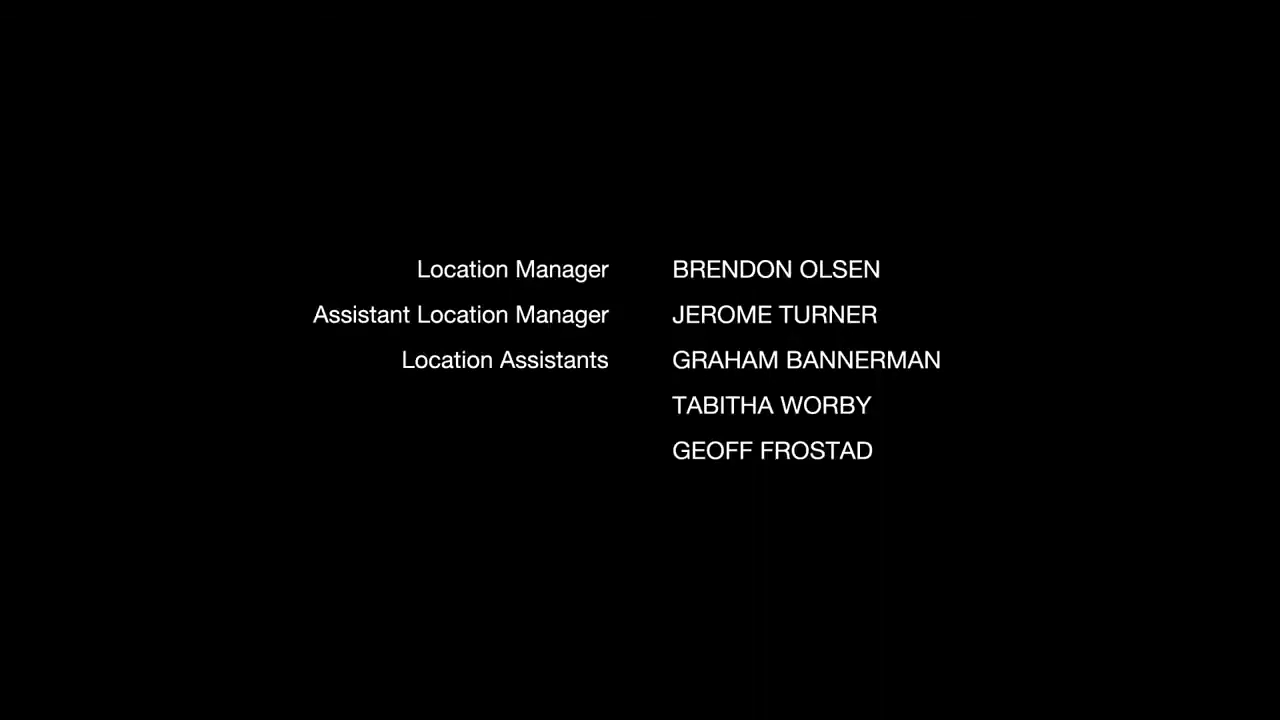 Location Manager BRENDON OLSEN
Assistant Location Manager JEROME TURNER
Location Assistants GRAHAM BANNERMAN
TABITHA WORBY
GEOFF FROSTAD